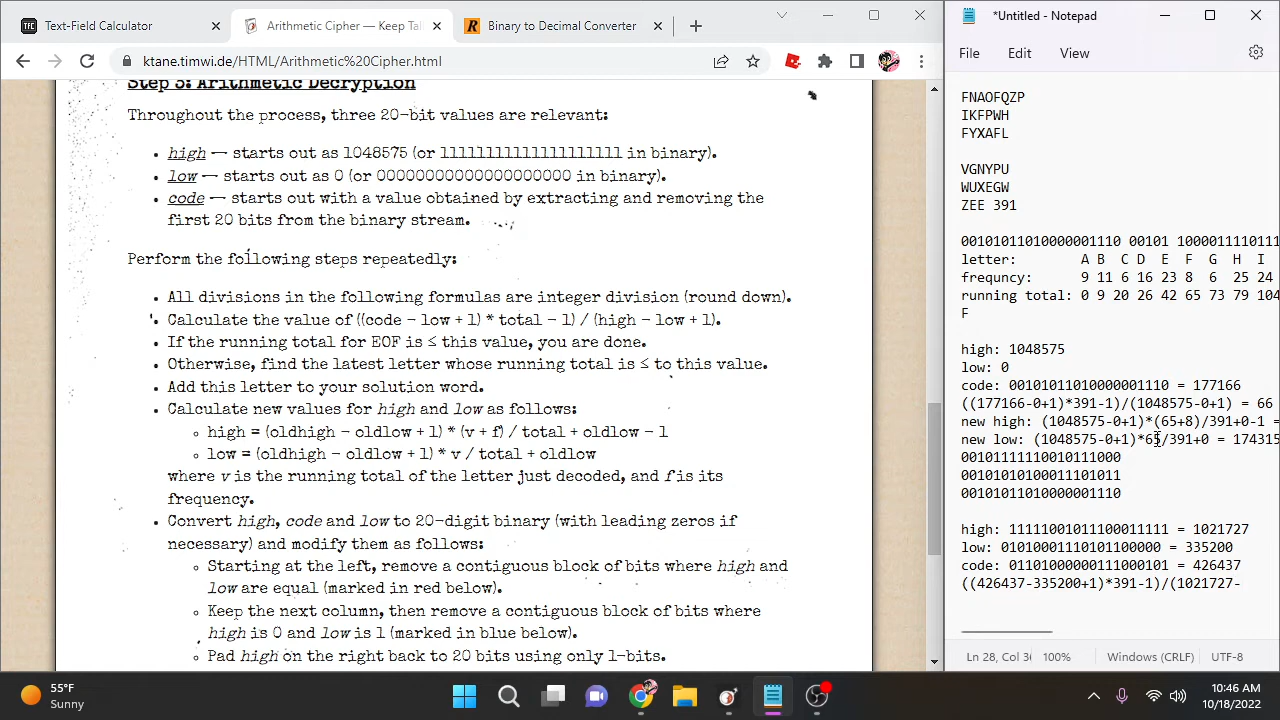 Text-Field Calculator
Arithmetic Cipher — Keep Tal
Binary to Decimal Converter
ktane.timwi.de/HTML/Arithmetic%20Cipher.html
Step 3: Arithmetic Decryption
Throughout the process, three 20-bit values are relevant:
high — starts out as 1048575 (or 11111111111111111111 in binary).
low — starts out as 0 (or 00000000000000000000 in binary).
code — starts out with a value obtained by extracting and removing the
first 20 bits from the binary stream.
Perform the following steps repeatedly:
All divisions in the following formulas are integer division (round down).
Calculate the value of ((code - low + 1) * total - 1) / (high - low + 1).
If the running total for EOF is ≤ this value, you are done.
Otherwise, find the latest letter whose running total is ≤ to this value.
Add this letter to your solution word.
Calculate new values for high and low as follows:
high = (oldhigh - oldlow + 1) * (v + f) / total + oldlow - 1
low = (oldhigh - oldlow + 1) * v / total + oldlow
where v is the running total of the letter just decoded, and f is its
frequency.
Convert high, code and low to 20-digit binary (with leading zeros if
necessary) and modify them as follows:
Starting at the left, remove a contiguous block of bits where high and
low are equal (marked in red below).
Keep the next column, then remove a contiguous block of bits where
high is 0 and low is 1 (marked in blue below).
Pad high on the right back to 20 bits using only 1-bits.
*Untitled - Notepad
File Edit View
FNAOFQZP
IKFPWH
FYXAFL
VGNYPU
WUXEGW
ZEE 391
00101011010000001110 00101 1000011110111
letter: A B C D E F G H I
frequncy: 9 11 6 16 23 8 6 25 24
running total: 0 9 20 26 42 65 73 79 104
F
high: 1048575
low: 0
code: 00101011010000001110 = 177166
((177166-0+1)*391-1)/(1048575-0+1) = 66
new high: (1048575-0+1)*(65+8)/391+0-1 =
new low: (1048575-0+1)*65/391+0 = 174315
00101111110010111000
00101010100011101011
00101011010000001110
high: 11111001011100011111 = 1021727
low: 01010001110101100000 = 335200
code: 01101000000111000101 = 426437
((426437-335200+1)*391-1)/(1021727-
Ln 28, Col 3
100%
Windows (CRLF)
UTF-8
55°F
Sunny
10:46 AM
10/18/2022